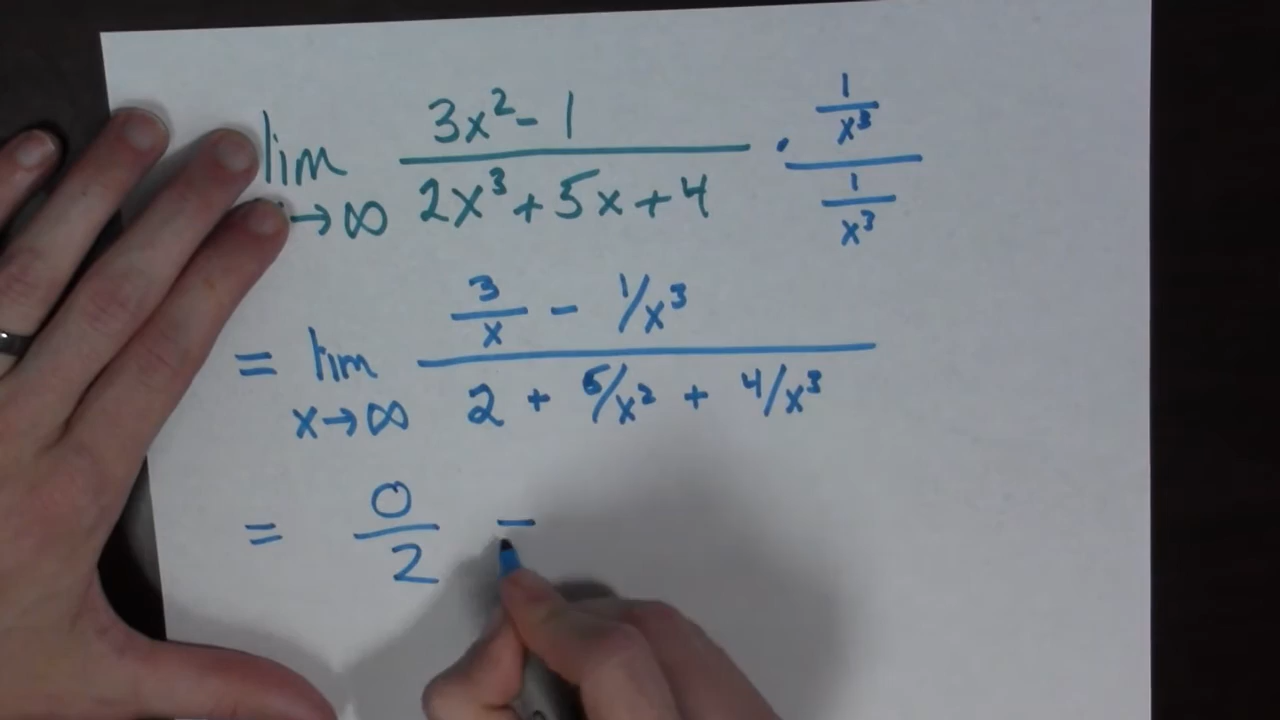 lim x→∞ (3x² - 1)/(2x³ + 5x + 4) · (1/x³)/(1/x³)
= lim x→∞ (3/x - 1/x³)/(2 + 5/x² + 4/x³)
= 0/2 -